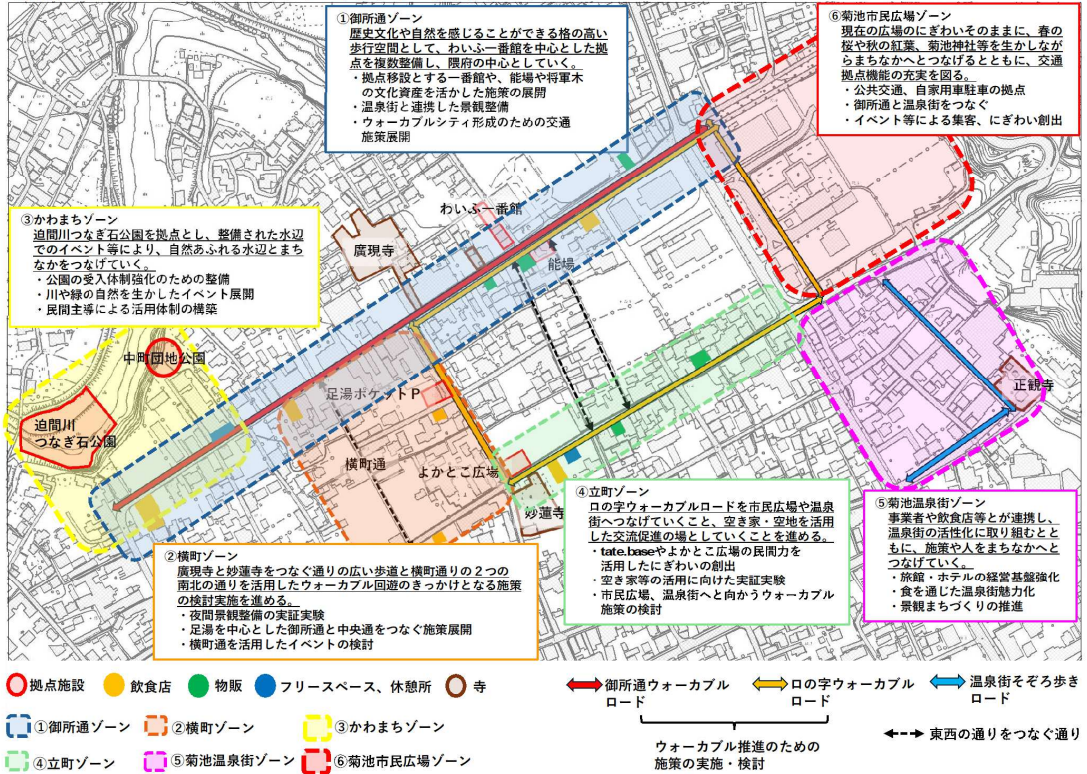 ①御所通ゾーン
歴史文化や自然を感じることができる格の高い
歩行空間として、わいふ一番館を中心とした拠
点を複数整備し、隈府の中心としていく。
・拠点移設とする一番館や、能場や将軍木
の文化資産を活かした施策の展開
・温泉街と連携した景観整備
・ウォーカブルシティ形成のための交通
施策展開
⑥菊池市民広場ゾーン
現在の広場のにぎわいそのままに、春の
桜や秋の紅葉、菊池神社等を生かしなが
らまちなかへとつなげるとともに、交通
拠点機能の充実を図る。
・公共交通、自家用車駐車の拠点
・御所通と温泉街をつなぐ
・イベント等による集客、にぎわい創出
③かわまちゾーン
迫間川つなぎ石公園を拠点とし、整備された水辺
でのイベント等により、自然あふれる水辺とまち
なかをつなげていく。
・公園の受入体制強化のための整備
・川や緑の自然を生かしたイベント展開
・民間主導による活用体制の構築
わいふ一番館
廣現寺
能場
中町団地公園
足湯ポケットP
正観寺
迫間川
つなぎ石公園
横町通
よかとこ広場
妙蓮寺
②横町ゾーン
廣現寺と妙蓮寺をつなぐ通りの広い歩道と横町通りの２つの
南北の通りを活用したウォーカブル回遊のきっかけとなる施策
の検討実施を進める。
・夜間景観整備の実証実験
・足湯を中心とした御所通と中央通をつなぐ施策展開
・横町通を活用したイベントの検討
④立町ゾーン
ロの字ウォーカブルロードを市民広場や温泉
街へつなげていくこと、空き家・空地を活用
した交流促進の場としていくことを進める。
・tate.baseやよかとこ広場の民間力を
活用したにぎわいの創出
・空き家等の活用に向けた実証実験
・市民広場、温泉街へと向かうウォーカブル
施策の検討
⑤菊池温泉街ゾーン
事業者や飲食店等とが連携し、
温泉街の活性化に取り組むとと
もに、施策や人をまちなかへと
つなげていく。
・旅館・ホテルの経営基盤強化
・食を通じた温泉街魅力化
・景観まちづくりの推進
拠点施設
飲食店
物販
フリースペース、休憩所
寺
御所通ウォーカブル
ロード
ロの字ウォーカブル
ロード
温泉街そぞろ歩き
ロード
①御所通ゾーン
②横町ゾーン
③かわまちゾーン
④立町ゾーン
⑤菊池温泉街ゾーン
⑥菊池市民広場ゾーン
ウォーカブル推進のための
施策の実施・検討
東西の通りをつなぐ通り